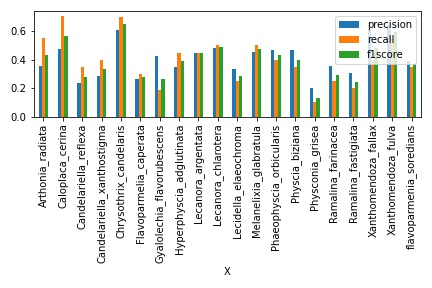 precision
recall
f1score
0.6
0.4
0.2
0.0
Arthonia_radiata
Caloplaca_cerina
Candelariella_reflexa
Candelariella_xanthostigma
Chrysothrix_candelaris
Flavoparmelia_caperata
Gyalolechia_flavorubescens
Hyperphyscia_adglutinata
Lecanora_argentata
Lecanora_chlarotera
Lecidella_elaeochroma
Melanelixia_glabratula
Phaeophyscia_orbicularis
Physcia_biziana
Physconia_grisea
Ramalina_farinacea
Ramalina_fastigiata
Xanthomendoza_fallax
Xanthomendoza_fulva
flavoparmenia_soredians
X